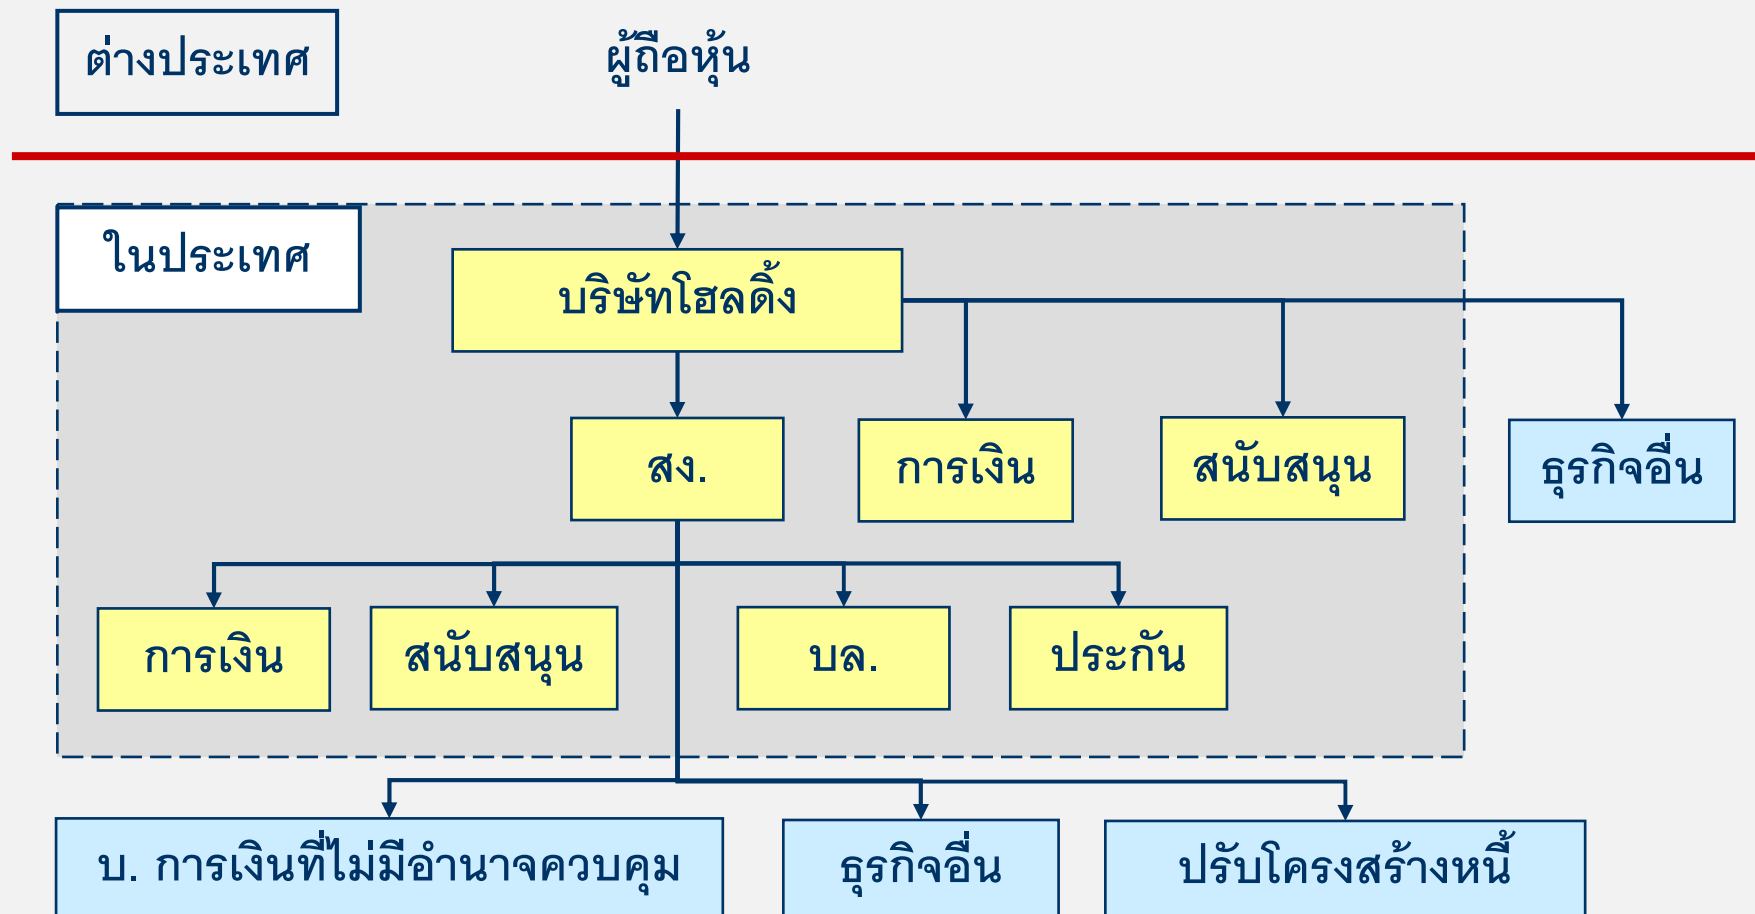 ต่างประเทศ
ผู้ถือหุ้น
ในประเทศ
บริษัทโฮลดิ้ง
สง.
การเงิน
สนับสนุน
ธุรกิจอื่น
การเงิน
สนับสนุน
บล.
ประกัน
บ. การเงินที่ไม่มีอำนาจควบคุม
ธุรกิจอื่น
ปรับโครงสร้างหนี้